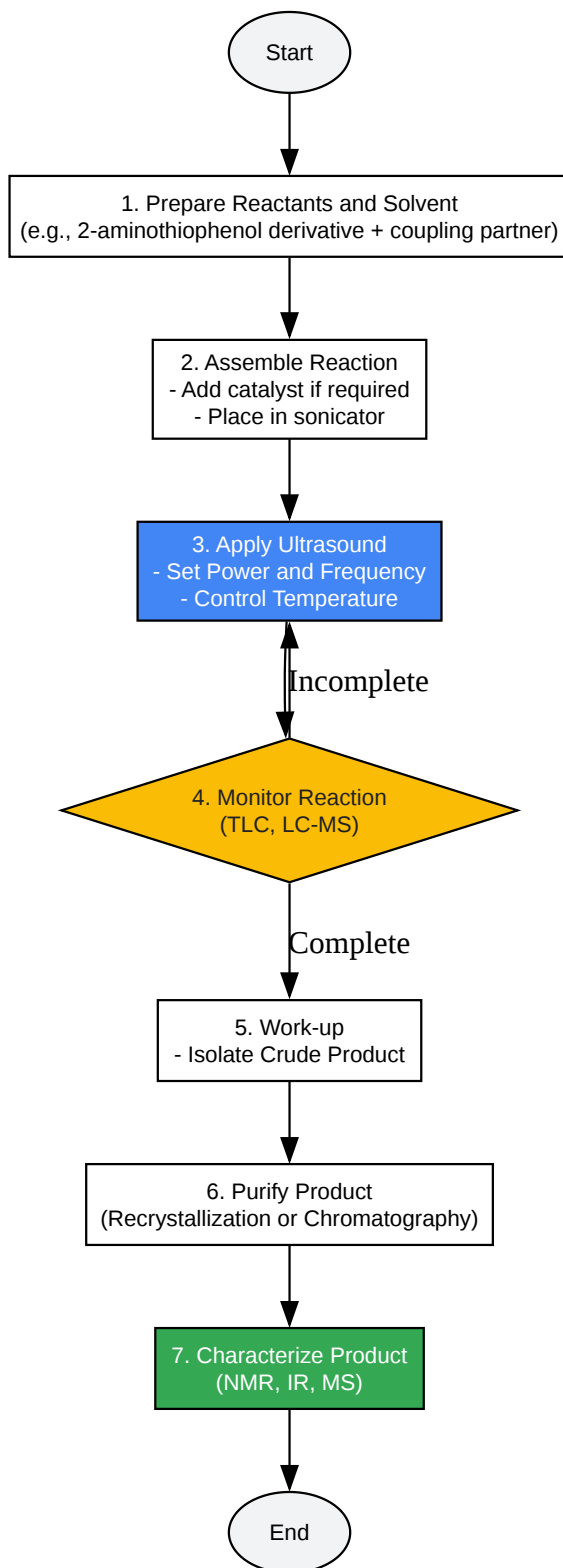 Start
1. Prepare Reactants and Solvent
(e.g., 2-aminothiophenol derivative + coupling partner)
2. Assemble Reaction
- Add catalyst if required
- Place in sonicator
3. Apply Ultrasound
- Set Power and Frequency
- Control Temperature
Incomplete
4. Monitor Reaction
(TLC, LC-MS)
Complete
5. Work-up
- Isolate Crude Product
6. Purify Product
(Recrystallization or Chromatography)
7. Characterize Product
(NMR, IR, MS)
End